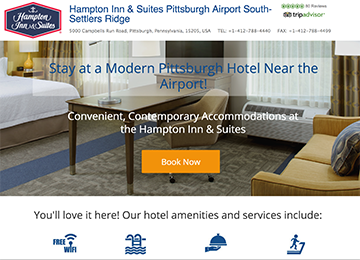 Hampton
Inn & Suites
Hampton Inn & Suites Pittsburgh Airport South-
Settlers Ridge
80 Reviews
tripadvisor
5000 Campbells Run Road, Pittsburgh, Pennsylvania, 15205, USA TEL: +1-412-788-4440 FAX: +1-412-788-4499
Stay at a Modern Pittsburgh Hotel Near the
Airport!
Convenient, Contemporary Accommodations at
the Hampton Inn & Suites
Book Now
You'll love it here! Our hotel amenities and services include:
FREE
WiFi